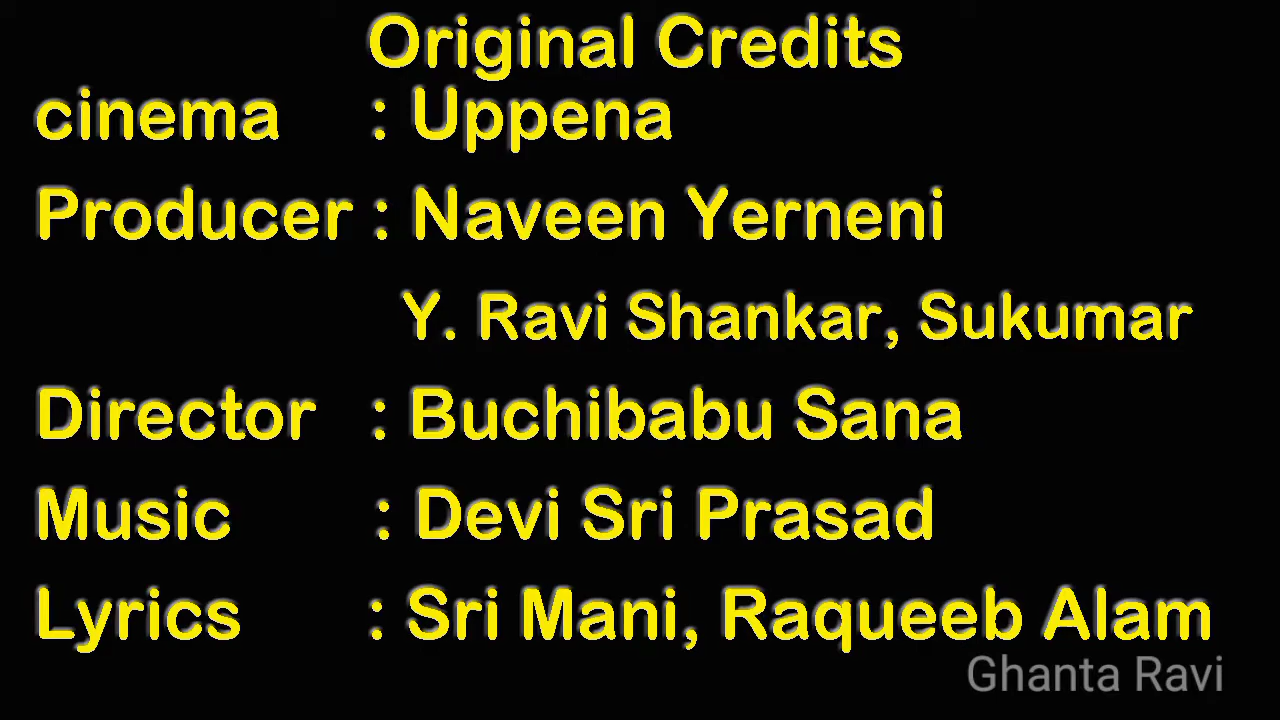 Original Credits
cinema : Uppena
Producer : Naveen Yerneni
Y. Ravi Shankar, Sukumar
Director : Buchibabu Sana
Music : Devi Sri Prasad
Lyrics : Sri Mani, Raqueeb Alam
Ghanta Ravi